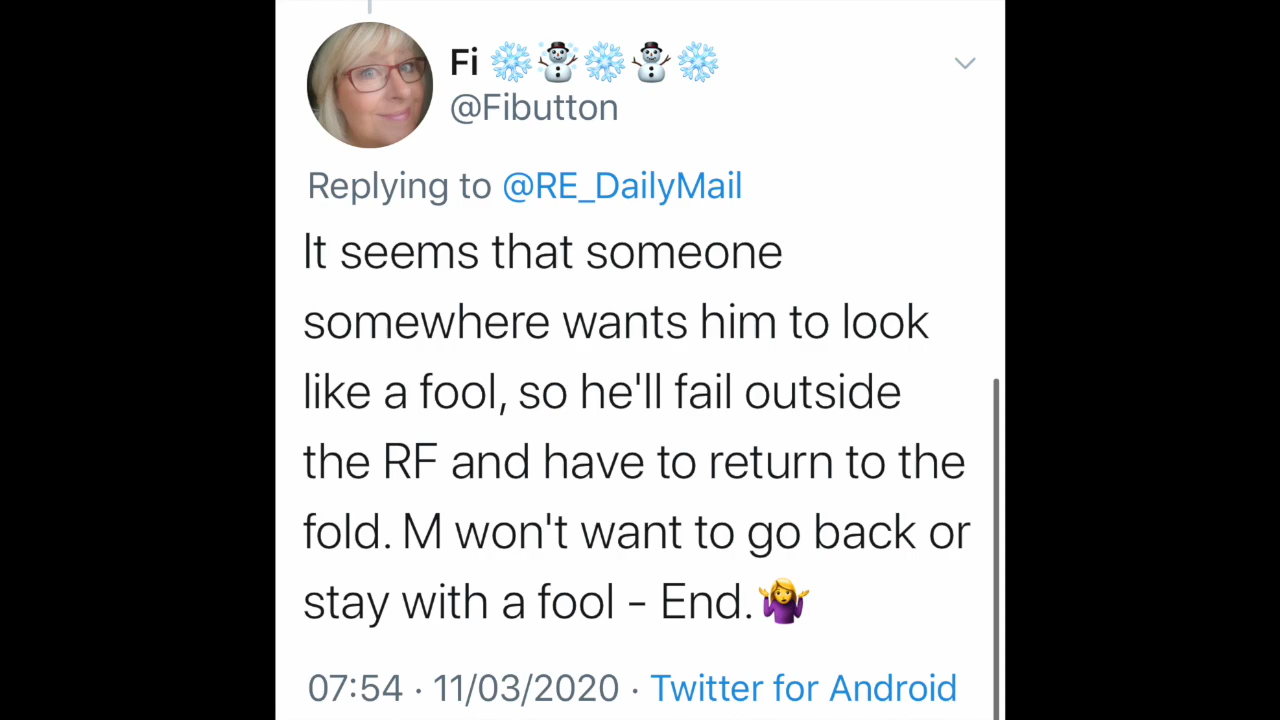 Fi ❄️☃️❄️☃️❄️
@Fibutton
Replying to @RE_DailyMail
It seems that someone
somewhere wants him to look
like a fool, so he'll fail outside
the RF and have to return to the
fold. M won't want to go back or
stay with a fool - End.🤷‍♀️
07:54 · 11/03/2020 · Twitter for Android